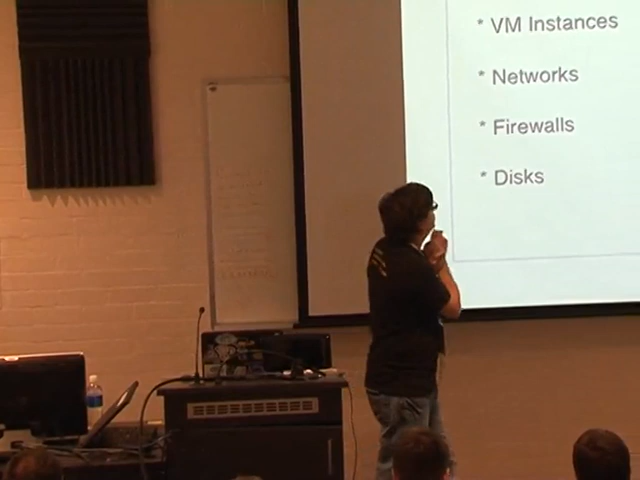 * VM Instances
* Networks
* Firewalls
* Disks